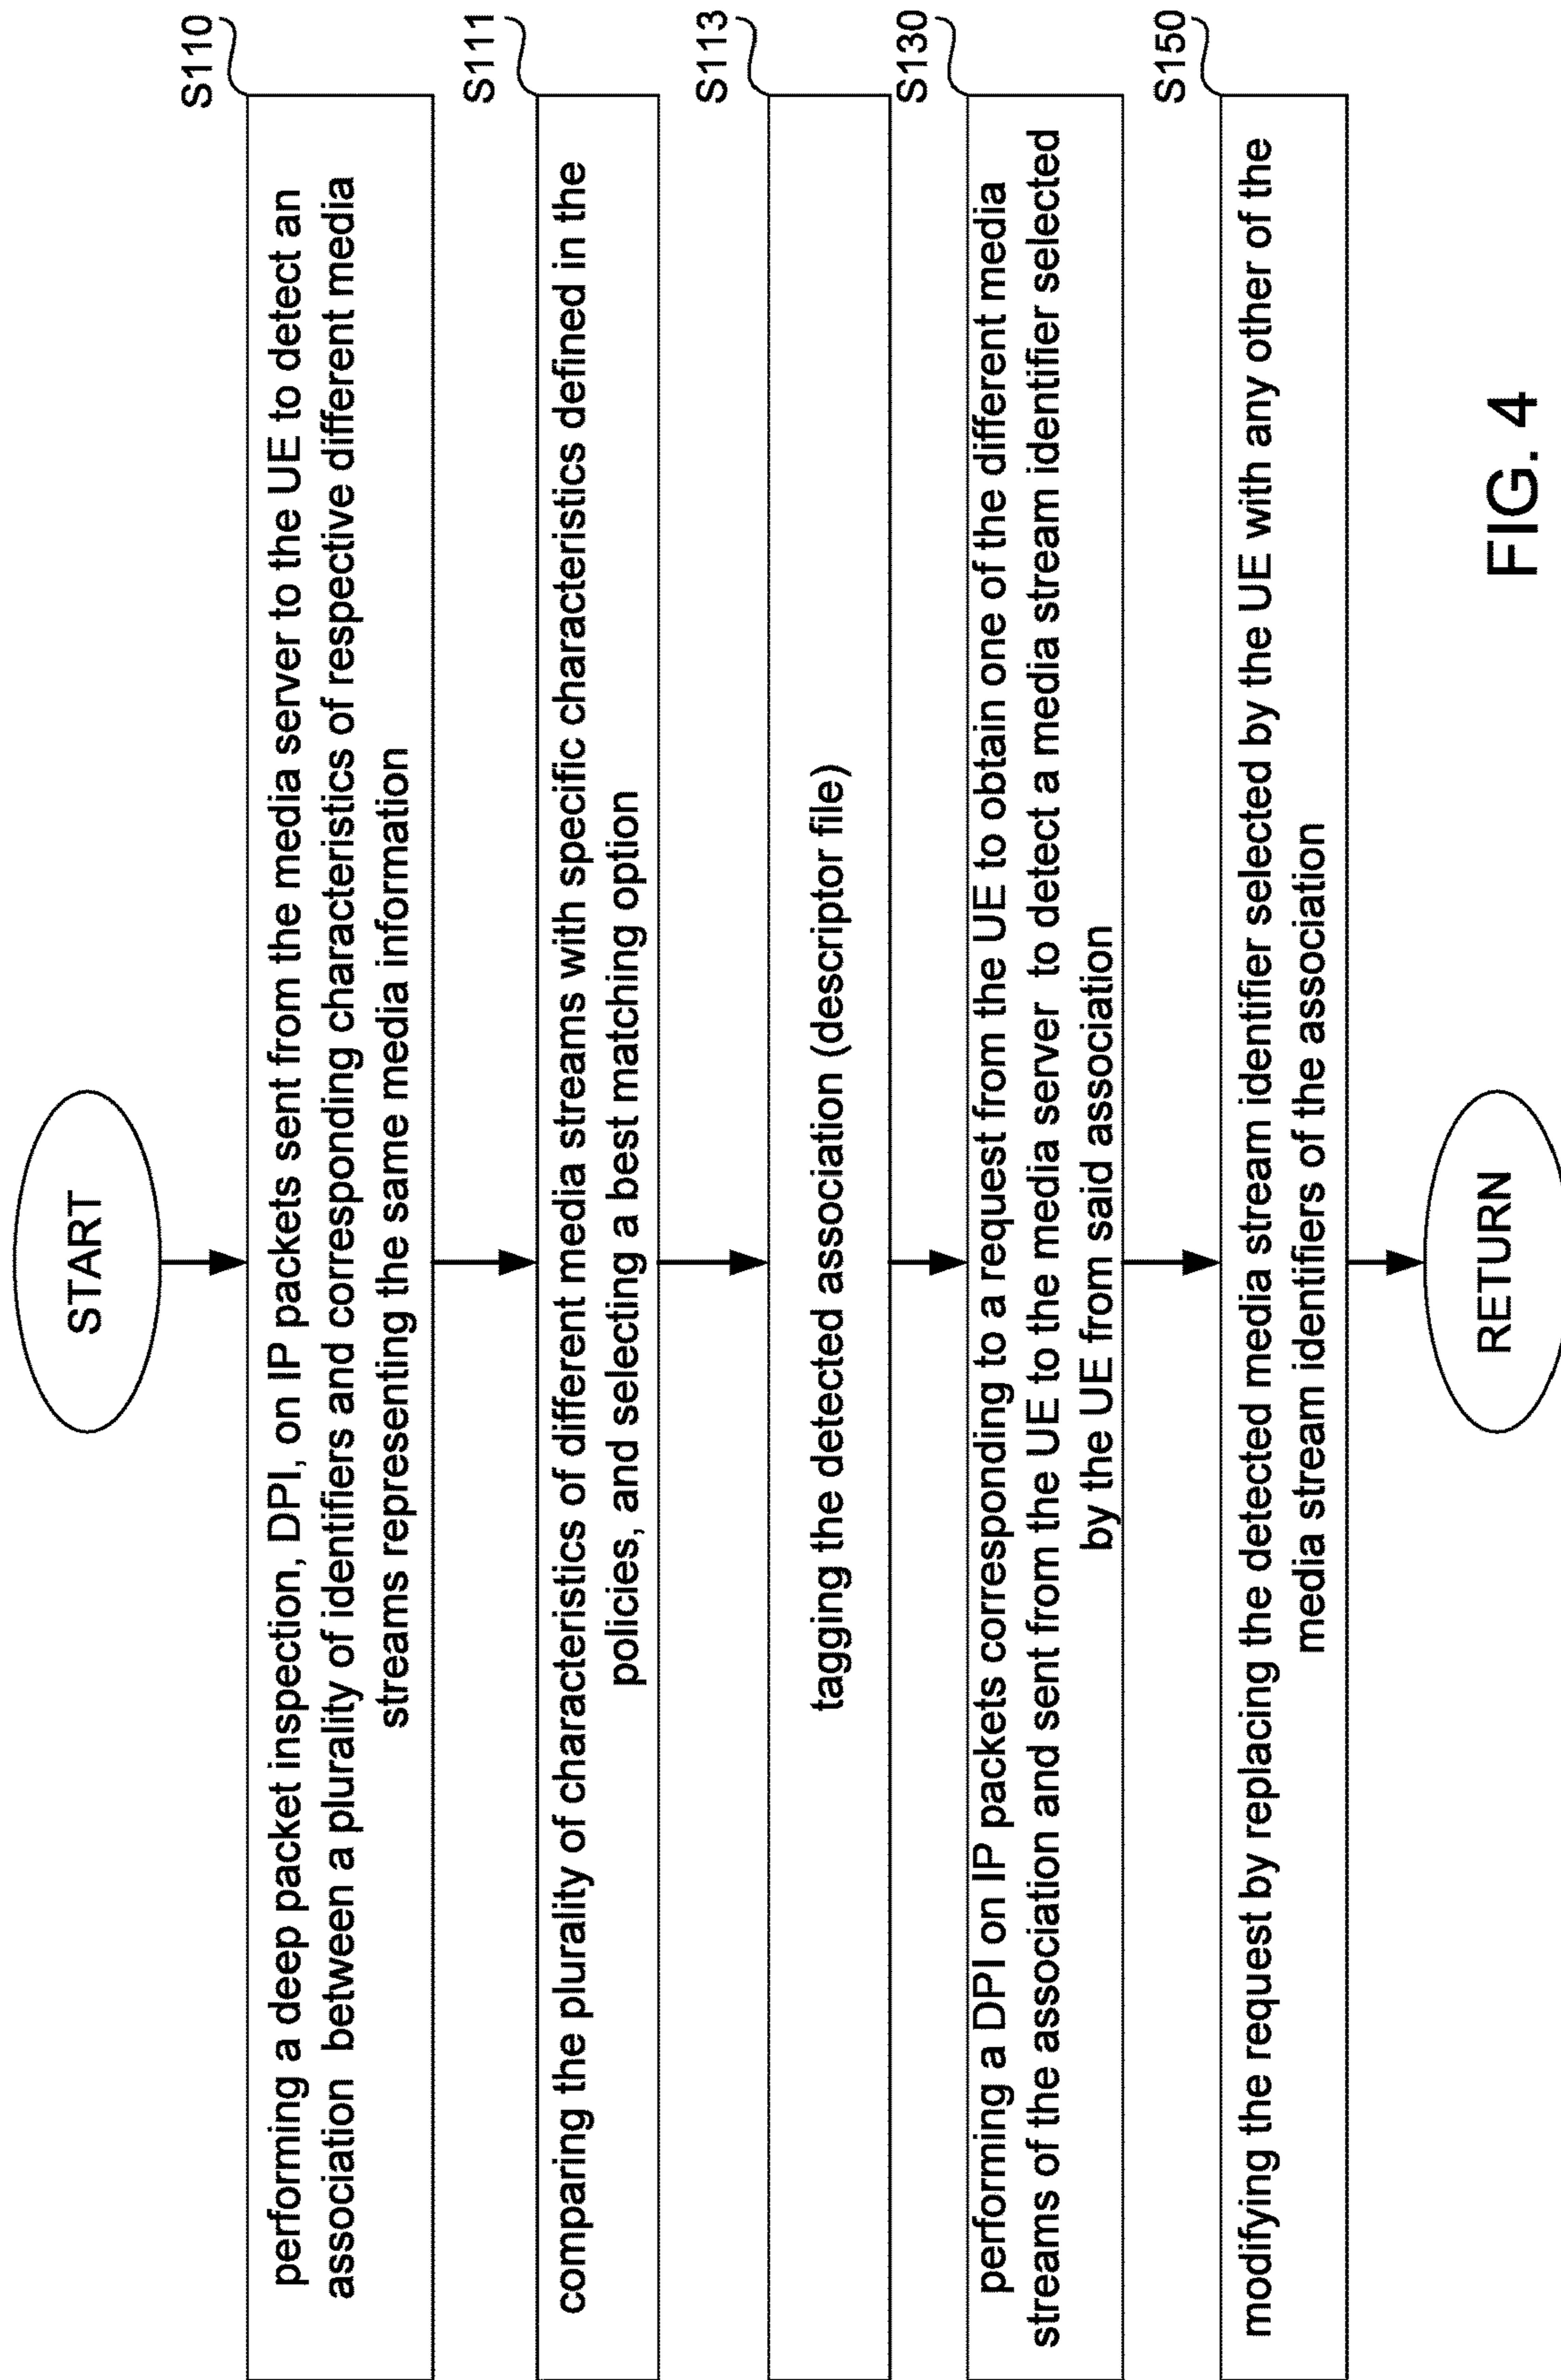 START
S110
performing a deep packet inspection, DPI, on IP packets sent from the media server to the UE to detect an
association between a plurality of identifiers and corresponding characteristics of respective different media
streams representing the same media information
S111
comparing the plurality of characteristics of different media streams with specific characteristics defined in the
policies, and selecting a best matching option
S113
tagging the detected association (descriptor file)
S130
performing a DPI on IP packets corresponding to a request from the UE to obtain one of the different media
streams of the association and sent from the UE to the media server to detect a media stream identifier selected
by the UE from said association
S150
modifying the request by replacing the detected media stream identifier selected by the UE with any other of the
media stream identifiers of the association
RETURN
FIG. 4